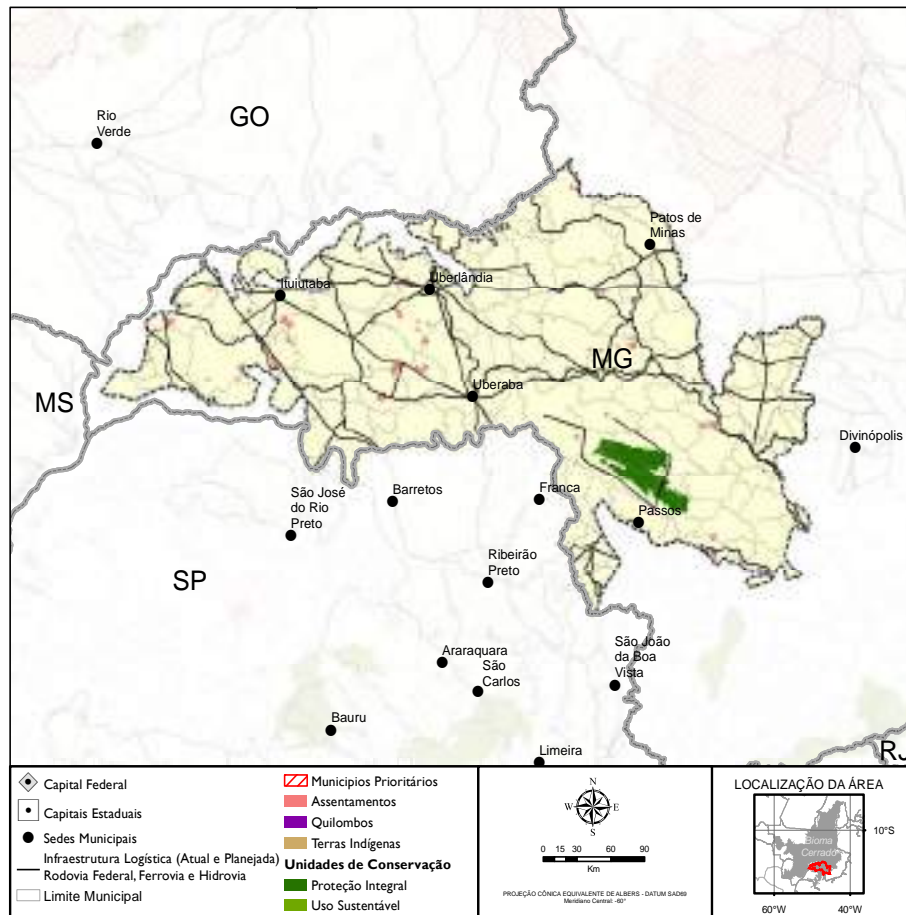 GO
Rio
Verde
Patos de
Minas
Ituiutaba
Uberlândia
MG
MS
Uberaba
Divinópolis
São José
do Rio
Preto
Barretos
Franca
Passos
Ribeirão
Preto
SP
Araraquara
São
Carlos
São João
da Boa
Vista
Bauru
Limeira
RJ
Capital Federal
Capitais Estaduais
Sedes Municipais
Infraestrutura Logística (Atual e Planejada)
Rodovia Federal, Ferrovia e Hidrovia
Limite Municipal
Municipios Prioritários
Assentamentos
Quilombos
Terras Indígenas
Unidades de Conservação
Proteção Integral
Uso Sustentável
N
W E
S
0 15 30 60 90
Km
PROJEÇÃO CÔNICA EQUIVALENTE DE ALBERS - DATUM SAD69
Meridiano Central: -60°
LOCALIZAÇÃO DA ÁREA
10°S
Bioma
Cerrado
60°W 40°W